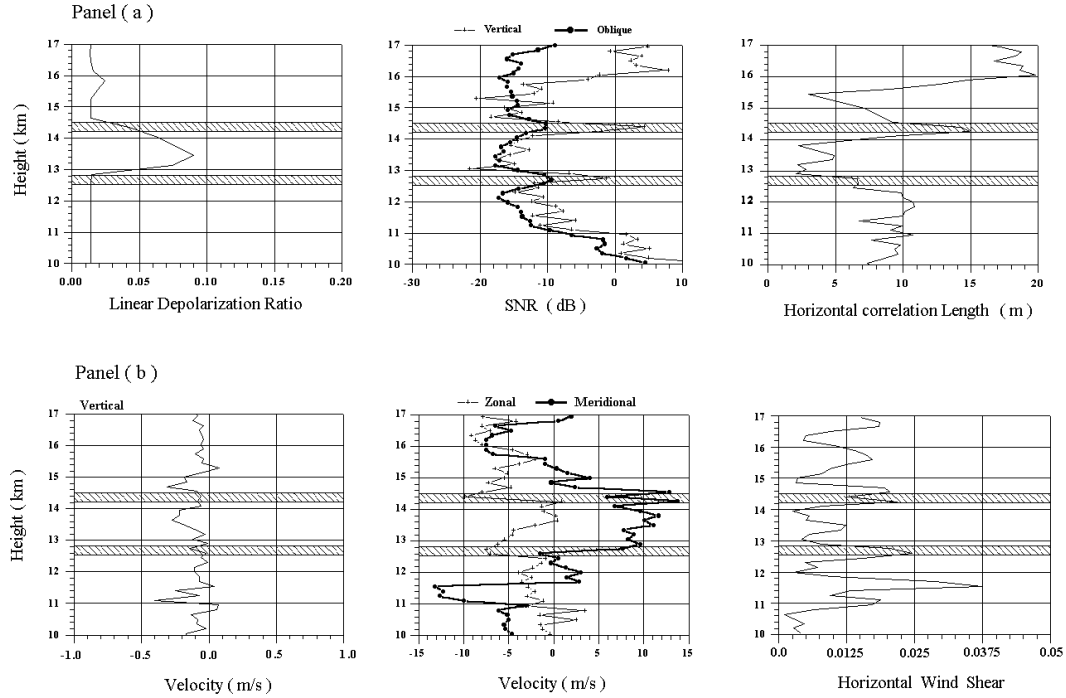 Panel ( a )
Vertical Oblique
17
16
15
14
13
12
11
10
Height ( km )
0.00 0.05 0.10 0.15 0.20
Linear Depolarization Ratio
17
16
15
14
13
12
11
10
-30 -20 -10 0 10
SNR ( dB )
17
16
15
14
13
12
11
10
0 5 10 15 20
Horizontal correlation Length ( m )
Panel ( b )
Vertical
Zonal Meridional
17
16
15
14
13
12
11
10
Height ( km )
-1.0 -0.5 0.0 0.5 1.0
Velocity ( m/s )
17
16
15
14
13
12
11
10
-15 -10 -5 0 5 10 15
Velocity ( m/s )
17
16
15
14
13
12
11
10
0.0 0.0125 0.025 0.0375 0.05
Horizontal Wind Shear